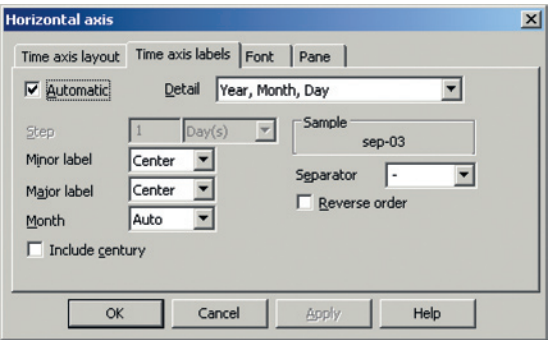 Horizontal axis
Time axis layout Time axis labels Font Pane
Automatic Detail Year, Month, Day
Step 1 Day(s) Sample
sep-03
Minor label Center
Separator -
Major label Center
Reverse order
Month Auto
Include century
OK Cancel Apply Help